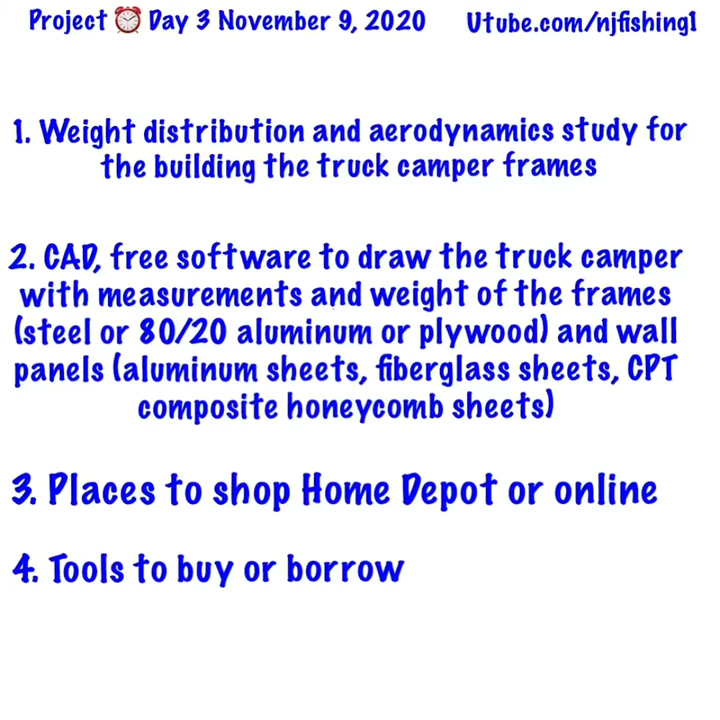 Project ⏰ Day 3 November 9, 2020 Utube.com/njfishing1
1. Weight distribution and aerodynamics study for
the building the truck camper frames
2. CAD, free software to draw the truck camper
with measurements and weight of the frames
(steel or 80/20 aluminum or plywood) and wall
panels (aluminum sheets, fiberglass sheets, CPT
composite honeycomb sheets)
3. Places to shop Home Depot or online
4. Tools to buy or borrow